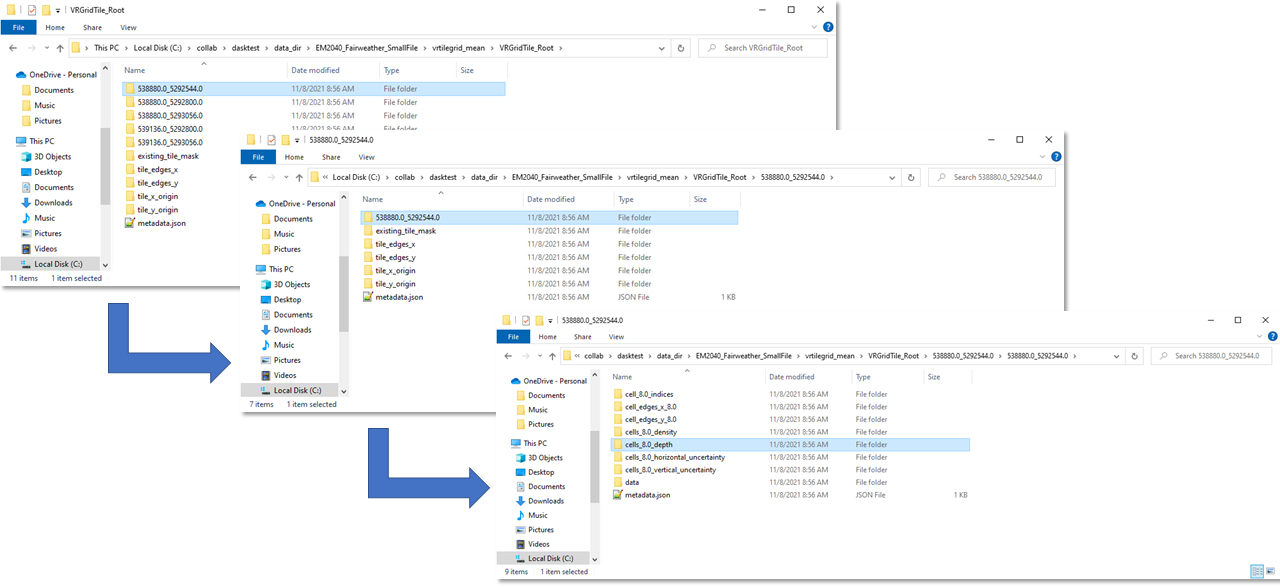 VRGridTile_Root
File Home Share View
This PC > Local Disk (C:) > collab > dasktest > data_dir > EM2040_Fairweather_SmallFile > vrtilegrid_mean > VRGridTile_Root >
Search VRGridTile_Root
OneDrive - Personal
Documents
Music
Pictures
This PC
3D Objects
Desktop
Documents
Downloads
Music
Pictures
Videos
Local Disk (C:)
Name Date modified Type Size
538880.0_5292544.0 11/8/2021 8:56 AM File folder
538880.0_5292800.0 11/8/2021 8:56 AM File folder
538880.0_5293056.0 11/8/2021 8:56 AM File folder
539136.0_5292800.0 11/8/2021 8:56 AM File folder
539136.0_5293056.0
existing_tile_mask
tile_edges_x
tile_edges_y
tile_x_origin
tile_y_origin
metadata.json
11 items 1 item selected
538880.0_5292544.0
File Home Share View
« Local Disk (C:) > collab > dasktest > data_dir > EM2040_Fairweather_SmallFile > vrtilegrid_mean > VRGridTile_Root > 538880.0_5292544.0 >
Search 538880.0_5292544.0
OneDrive - Personal
Documents
Music
Pictures
This PC
3D Objects
Desktop
Documents
Downloads
Music
Pictures
Videos
Local Disk (C:)
Name Date modified Type Size
538880.0_5292544.0 11/8/2021 8:56 AM File folder
existing_tile_mask 11/8/2021 8:56 AM File folder
tile_edges_x 11/8/2021 8:56 AM File folder
tile_edges_y 11/8/2021 8:56 AM File folder
tile_x_origin 11/8/2021 8:56 AM File folder
tile_y_origin 11/8/2021 8:56 AM File folder
metadata.json 11/8/2021 8:56 AM JSON File 1 KB
7 items 1 item selected
538880.0_5292544.0
File Home Share View
« collab > dasktest > data_dir > EM2040_Fairweather_SmallFile > vrtilegrid_mean > VRGridTile_Root > 538880.0_5292544.0 > 538880.0_5292544.0 >
Search 538880.0_5292544.0
OneDrive - Personal
Documents
Music
Pictures
This PC
3D Objects
Desktop
Documents
Downloads
Music
Pictures
Videos
Local Disk (C:)
Name Date modified Type Size
cell_8.0_indices 11/8/2021 8:56 AM File folder
cell_edges_x_8.0 11/8/2021 8:56 AM File folder
cell_edges_y_8.0 11/8/2021 8:56 AM File folder
cells_8.0_density 11/8/2021 8:56 AM File folder
cells_8.0_depth 11/8/2021 8:56 AM File folder
cells_8.0_horizontal_uncertainty 11/8/2021 8:56 AM File folder
cells_8.0_vertical_uncertainty 11/8/2021 8:56 AM File folder
data 11/8/2021 8:56 AM File folder
metadata.json 11/8/2021 8:56 AM JSON File 1 KB
9 items 1 item selected